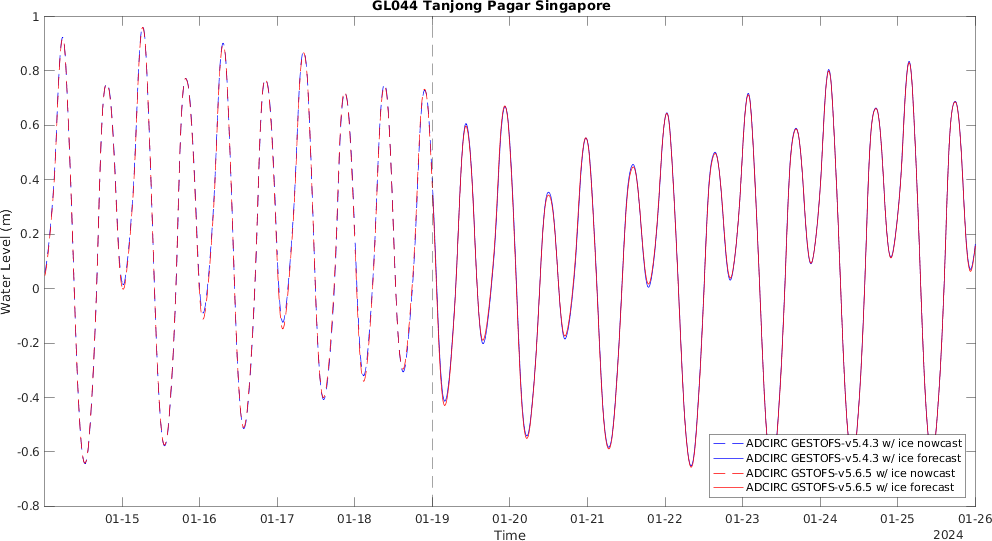 GL044 Tanjong Pagar Singapore
1
0.8
0.6
0.4
0.2
0
-0.2
-0.4
-0.6
-0.8
Water Level (m)
ADCIRC GESTOFS-v5.4.3 w/ ice nowcast
ADCIRC GESTOFS-v5.4.3 w/ ice forecast
ADCIRC GSTOFS-v5.6.5 w/ ice nowcast
ADCIRC GSTOFS-v5.6.5 w/ ice forecast
01-15 01-16 01-17 01-18 01-19 01-20 01-21 01-22 01-23 01-24 01-25 01-26
Time
2024